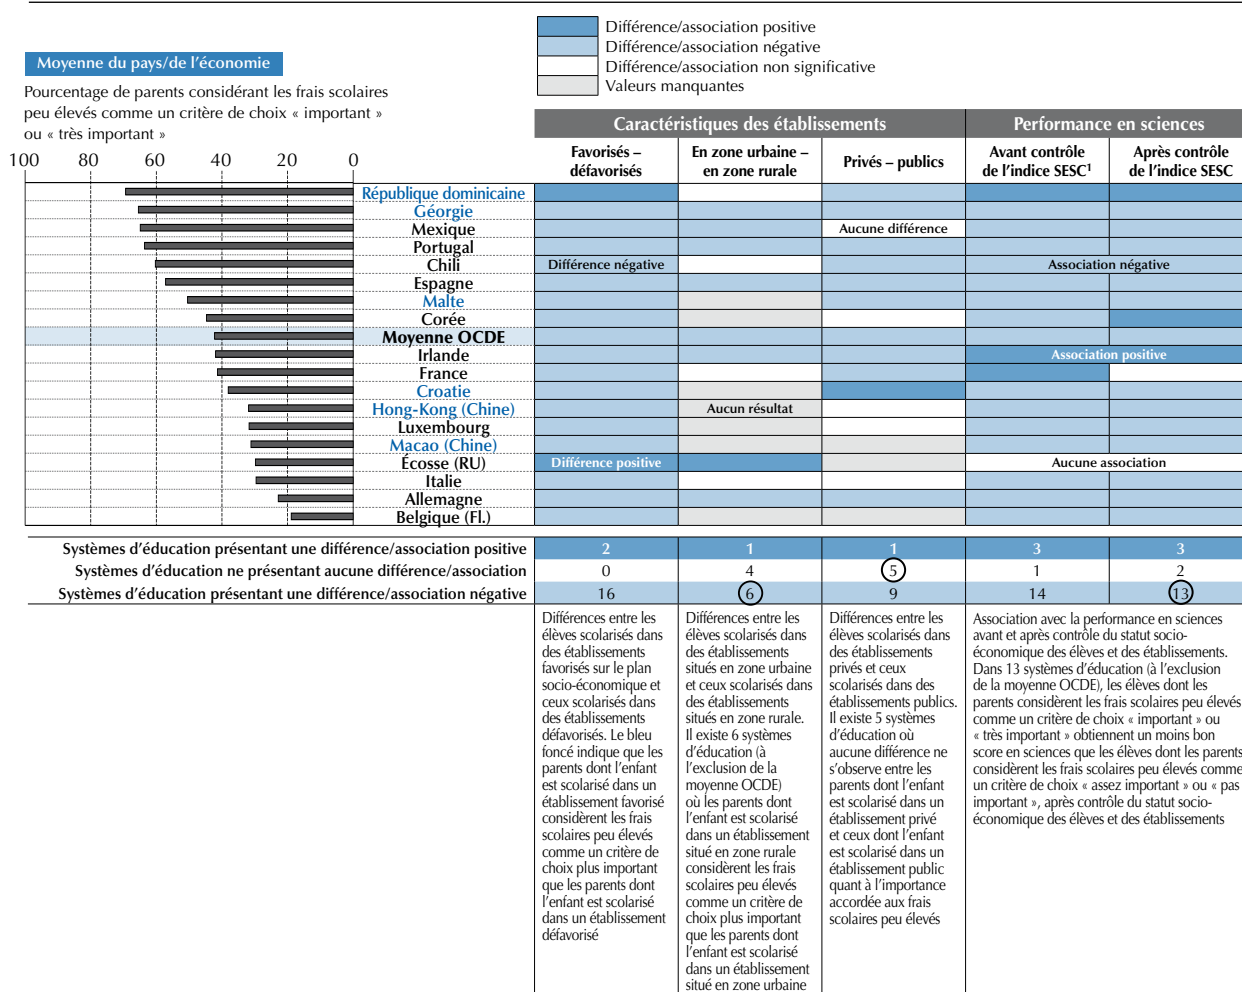 Différence/association positive
Différence/association négative
Différence/association non significative
Valeurs manquantes
Moyenne du pays/de l'économie
Pourcentage de parents considérant les frais scolaires
peu élevés comme un critère de choix « important »
ou « très important »
Caractéristiques des établissements
Performance en sciences
100 80 60 40 20 0
Favorisés –
défavorisés
En zone urbaine –
en zone rurale
Privés – publics
Avant contrôle
de l'indice SESC¹
Après contrôle
de l'indice SESC
République dominicaine
Géorgie
Mexique Aucune différence
Portugal
Chili Différence négative Association négative
Espagne
Malte
Corée
Moyenne OCDE
Irlande Association positive
France
Croatie
Hong-Kong (Chine) Aucun résultat
Luxembourg
Macao (Chine)
Écosse (RU) Différence positive Aucune association
Italie
Allemagne
Belgique (Fl.)
Systèmes d'éducation présentant une différence/association positive 2 1 1 3 3
Systèmes d'éducation ne présentant aucune différence/association 0 4 5 1 2
Systèmes d'éducation présentant une différence/association négative 16 6 9 14 13
Différences entre les
élèves scolarisés dans
des établissements
favorisés sur le plan
socio-économique et
ceux scolarisés dans
des établissements
défavorisés. Le bleu
foncé indique que les
parents dont l'enfant
est scolarisé dans un
établissement favorisé
considèrent les frais
scolaires peu élevés
comme un critère de
choix plus important
que les parents dont
l'enfant est scolarisé
dans un établissement
défavorisé
Différences entre les
élèves scolarisés dans
des établissements
situés en zone urbaine
et ceux scolarisés dans
des établissements
situés en zone rurale.
Il existe 6 systèmes
d'éducation (à
l'exclusion de la
moyenne OCDE)
où les parents dont
l'enfant est scolarisé
dans un établissement
situé en zone rurale
considèrent les frais
scolaires peu élevés
comme un critère de
choix plus important
que les parents dont
l'enfant est scolarisé
dans un établissement
situé en zone urbaine
Différences entre les
élèves scolarisés dans
des établissements
privés et ceux
scolarisés dans des
établissements publics.
Il existe 5 systèmes
d'éducation où
aucune différence ne
s'observe entre les
parents dont l'enfant
est scolarisé dans un
établissement privé
et ceux dont l'enfant
est scolarisé dans un
établissement public
quant à l'importance
accordée aux frais
scolaires peu élevés
Association avec la performance en sciences
avant et après contrôle du statut socio-
économique des élèves et des établissements.
Dans 13 systèmes d'éducation (à l'exclusion
de la moyenne OCDE), les élèves dont les
parents considèrent les frais scolaires peu élevés
comme un critère de choix « important » ou
« très important » obtiennent un moins bon
score en sciences que les élèves dont les parents
considèrent les frais scolaires peu élevés comme
un critère de choix « assez important » ou « pas
important », après contrôle du statut socio-
économique des élèves et des établissements